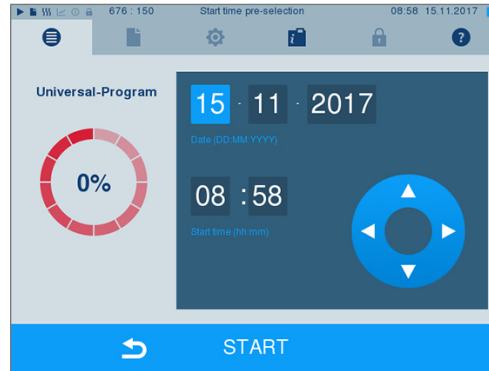 676 : 150 Start time pre-selection 08:58 15.11.2017
Universal-Program
15 · 11 · 2017
Date (DD:MM:YYYY)
0%
08 : 58
Start time (hh:mm)
START